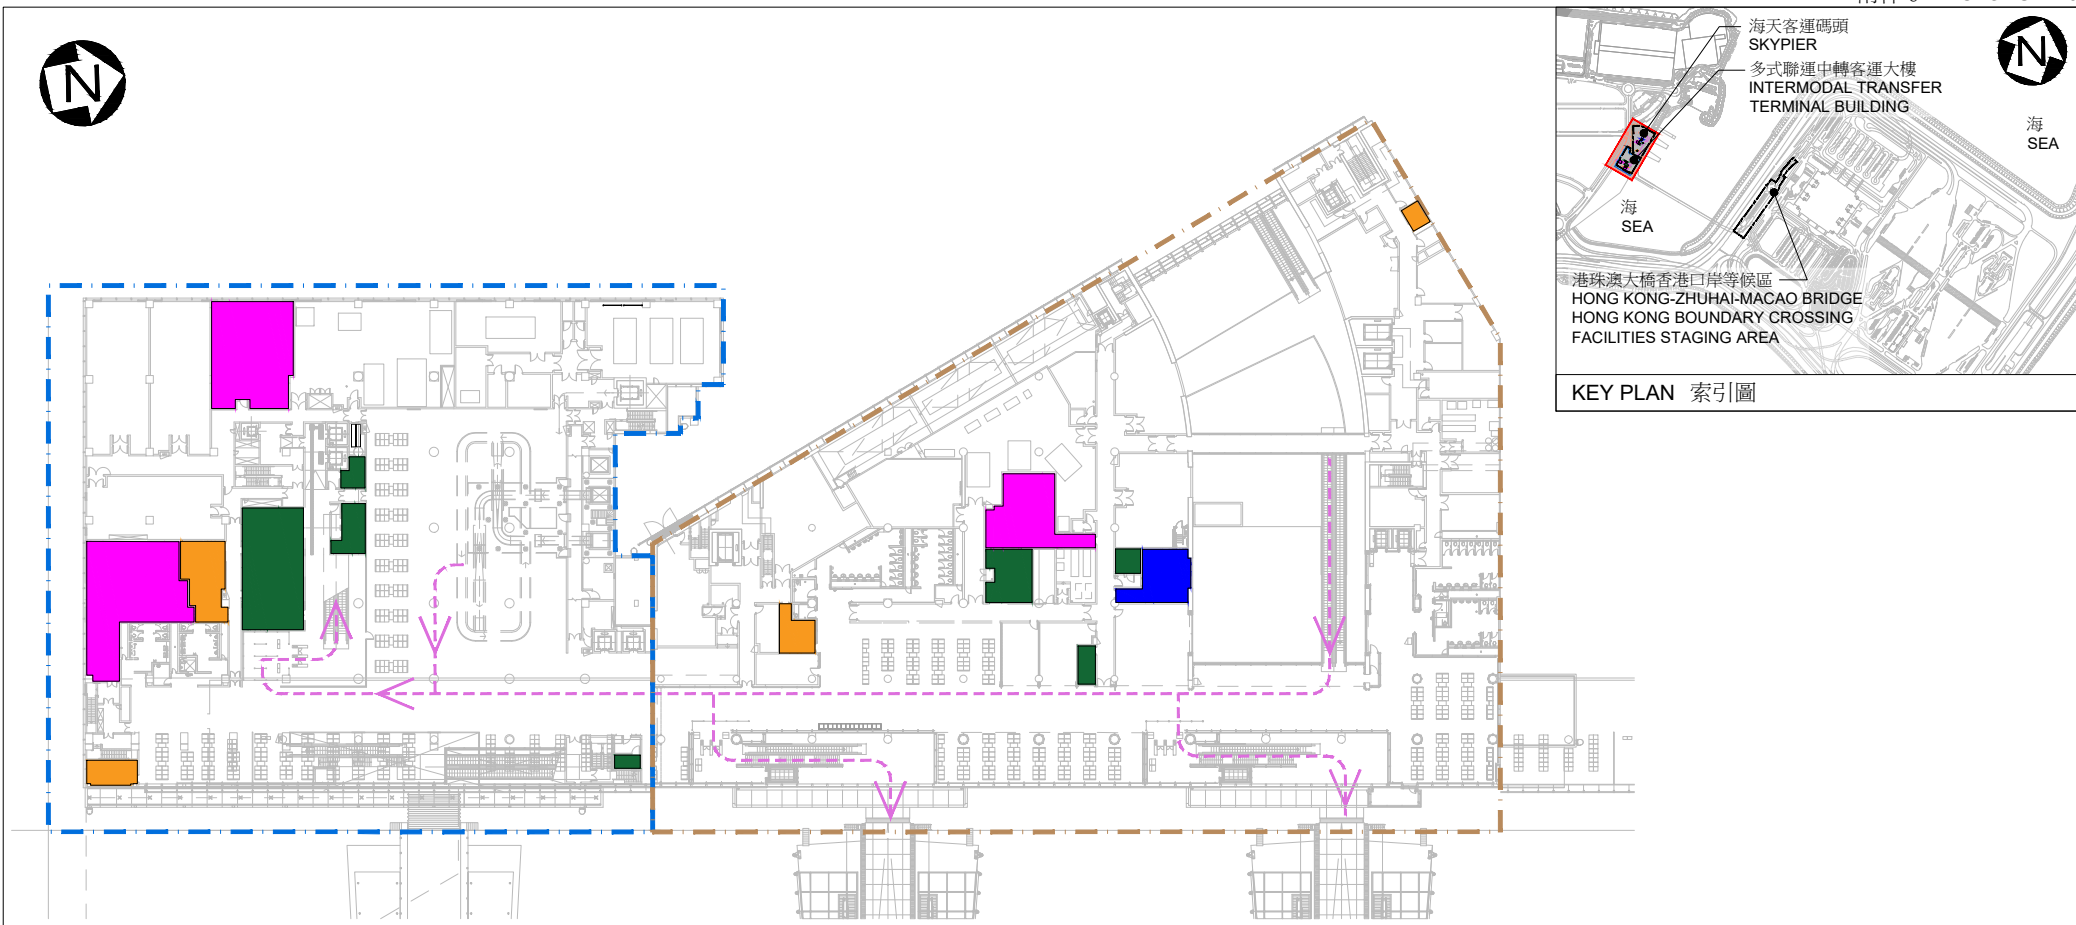 N
海天客運碼頭
SKYPIER
多式聯運中轉客運大樓
INTERMODAL TRANSFER
TERMINAL BUILDING
N
海
SEA
海
SEA
港珠澳大橋香港口岸等候區
HONG KONG-ZHUHAI-MACAO BRIDGE
HONG KONG BOUNDARY CROSSING
FACILITIES STAGING AREA
KEY PLAN 索引圖